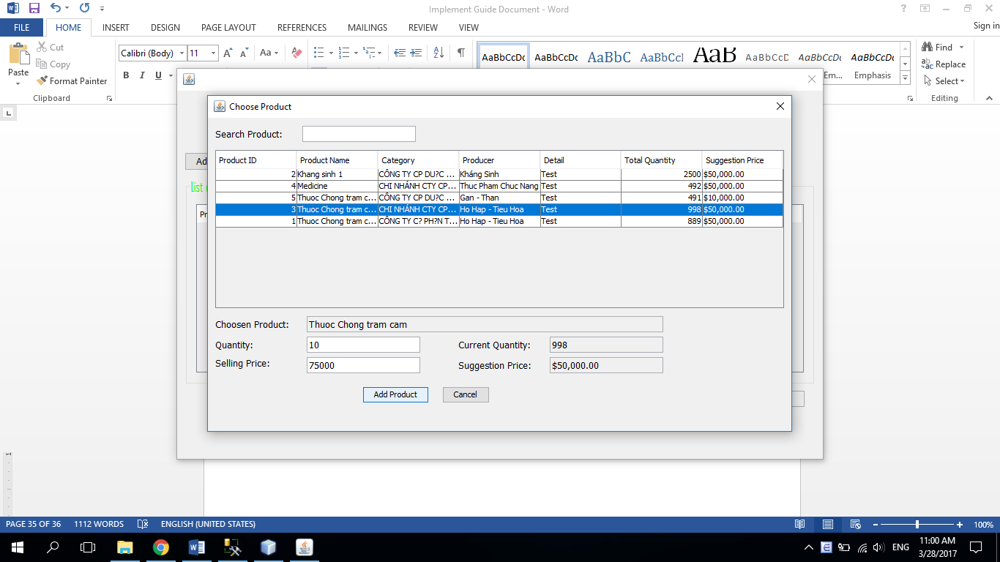 Implement Guide Document - Word
FILE HOME INSERT DESIGN PAGE LAYOUT REFERENCES MAILINGS REVIEW VIEW Sign in
Paste
Cut
Copy
Format Painter
Clipboard
Calibri (Body) 11
B I U
AaBbCcDc AaBbCcDc AaBbC AaBbCcI AaB AaBbCcD AaBbCcDc AaBbCcDc
Em... Emphasis
Find
Replace
Select
Editing
Choose Product
Search Product:
Product ID Product Name Category Producer Detail Total Quantity Suggestion Price
2 Khang sinh 1 CÔNG TY CP DU?C ... Kháng Sinh Test 2500 $50,000.00
4 Medicine CHI NHÁNH CTY CP... Thuc Pham Chuc Nang Test 492 $50,000.00
5 Thuoc Chong tram c... CÔNG TY CP DU?C ... Gan - Than Test 491 $10,000.00
3 Thuoc Chong tram c... CHI NHÁNH CTY CP... Ho Hap - Tieu Hoa Test 998 $50,000.00
1 Thuoc Chong tram c... CÔNG TY C? PH?N T... Ho Hap - Tieu Hoa Test 889 $50,000.00
Choosen Product: Thuoc Chong tram cam
Quantity: 10 Current Quantity: 998
Selling Price: 75000 Suggestion Price: $50,000.00
Add Product Cancel
Ad
list
Pr
PAGE 35 OF 36 1112 WORDS ENGLISH (UNITED STATES) 100%
ENG
11:00 AM
3/28/2017